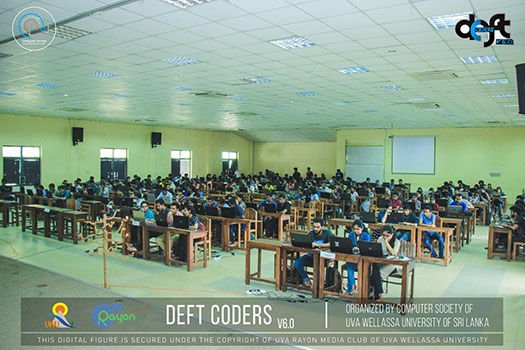 deft
DEFT CODERS V6.0
ORGANIZED BY COMPUTER SOCIETY OF
UVA WELLASSA UNIVERSITY OF SRI LANKA
Rayon
THIS DIGITAL FIGURE IS SECURED UNDER THE COPYRIGHT OF UVA RAYON MEDIA CLUB OF UVA WELLASSA UNIVERSITY